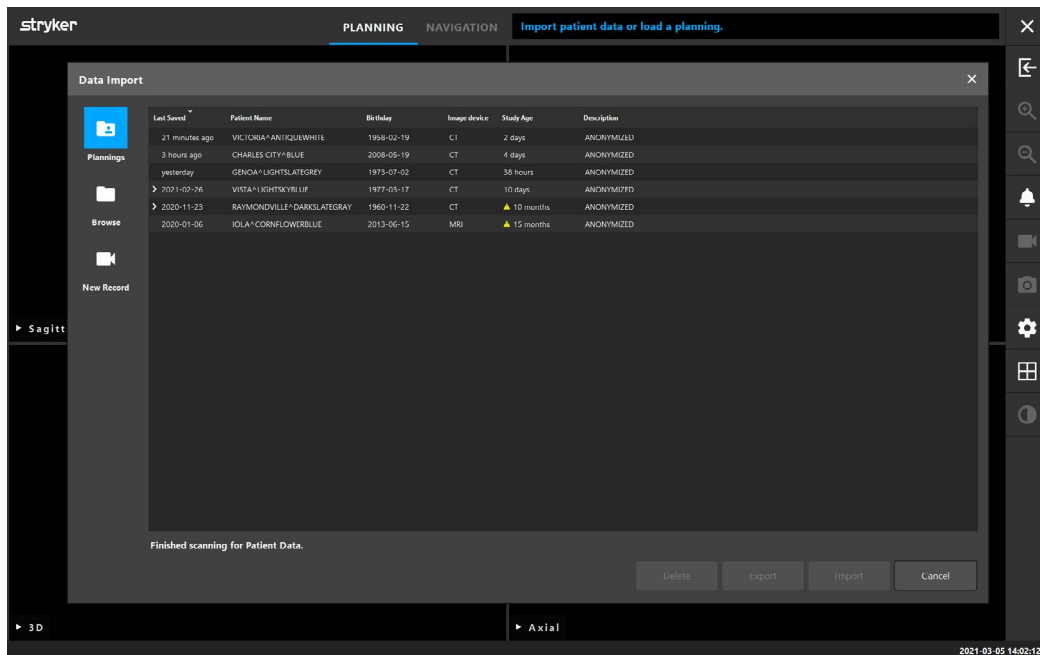 stryker
PLANNING NAVIGATION Import patient data or load a planning.
Data Import
Last Saved Patient Name Birthday Image device Study Age Description
21 minutes ago VICTORIA^ANTIQUEWHITE 1958-02-19 CT 2 days ANONYMIZED
3 hours ago CHARLES CITY^BLUE 2008-05-19 CT 4 days ANONYMIZED
yesterday GENOA^LIGHTSLATEGREY 1973-07-02 CT 38 hours ANONYMIZED
2021-02-26 VISTA^LIGHTSKYBLUE 1977-03-17 CT 10 days ANONYMIZED
2020-11-23 RAYMONDVILLE^DARKSLATEGRAY 1960-11-22 CT 10 months ANONYMIZED
2020-01-06 IOLA^CORNFLOWERBLUE 2013-06-15 MRI 15 months ANONYMIZED
Plannings
Browse
New Record
Sagitt
Finished scanning for Patient Data.
Delete Export Import Cancel
3D Axial
2021-03-05 14:02:12